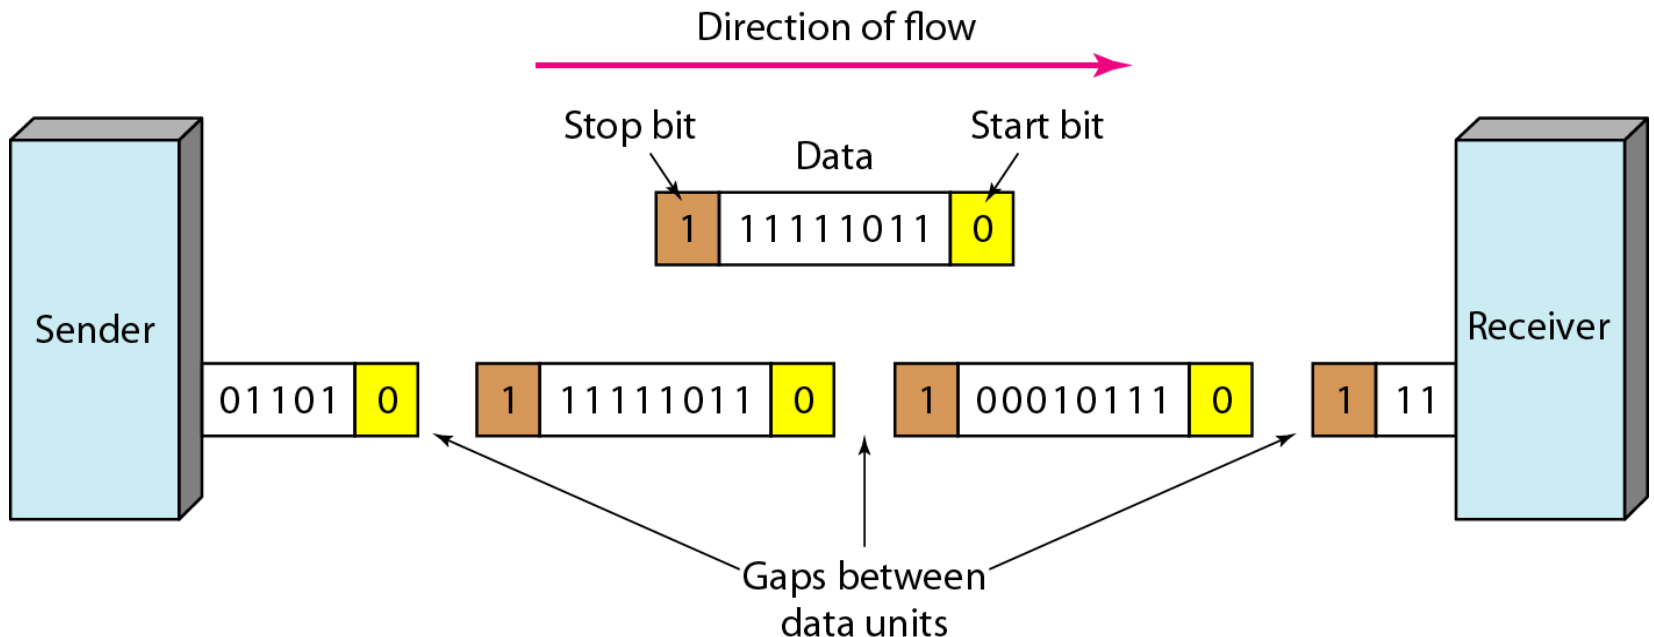 Direction of flow
Stop bit
Start bit
Data
1 11111011 0
Sender
Receiver
01101 0 1 11111011 0 1 00010111 0 1 11
Gaps between
data units